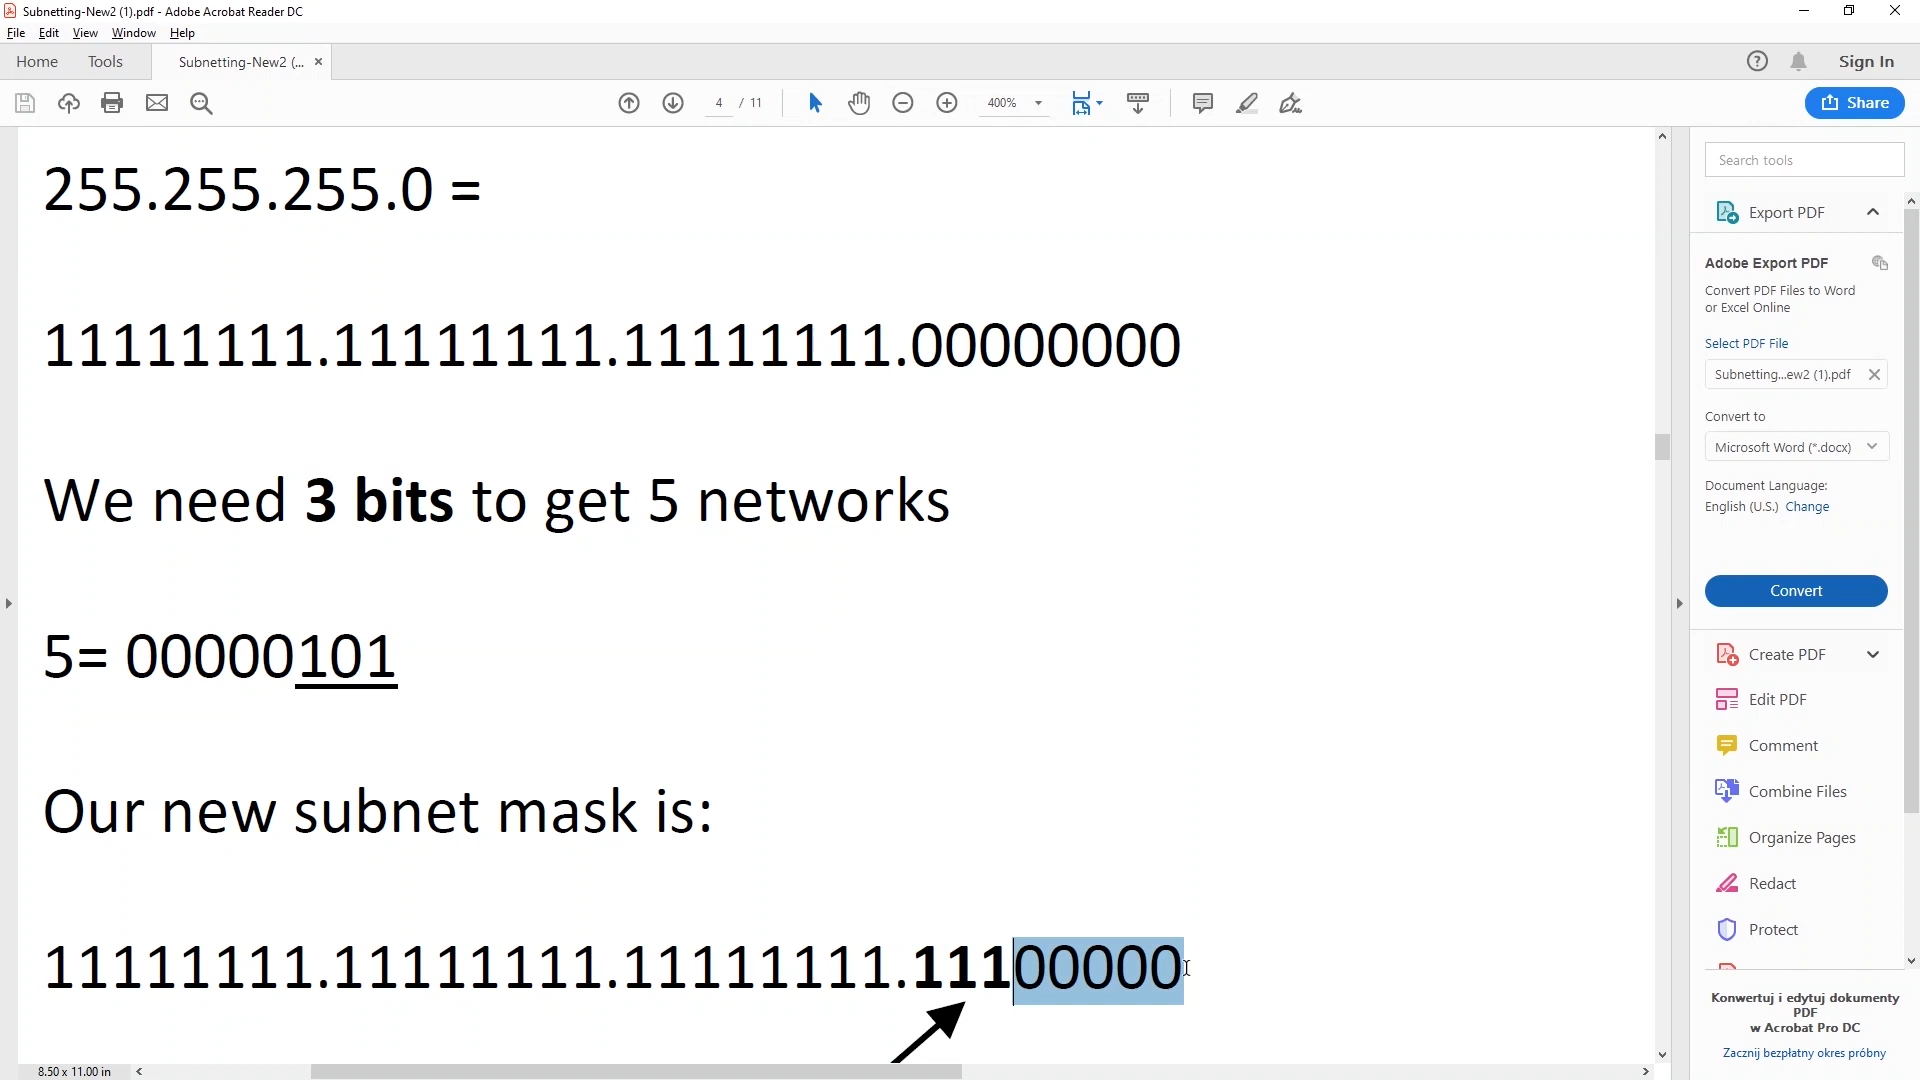 Subnetting-New2 (1).pdf - Adobe Acrobat Reader DC
File Edit View Window Help
Home Tools Subnetting-New2 (... × Sign In
4 / 11 400% Share
255.255.255.0 =
11111111.11111111.11111111.00000000
We need 3 bits to get 5 networks
5= 00000101
Our new subnet mask is:
11111111.11111111.11111111.11100000
8.50 x 11.00 in
Search tools
Export PDF
Adobe Export PDF
Convert PDF Files to Word
or Excel Online
Select PDF File
Subnetting...ew2 (1).pdf
Convert to
Microsoft Word (*.docx)
Document Language:
English (U.S.) Change
Convert
Create PDF
Edit PDF
Comment
Combine Files
Organize Pages
Redact
Protect
Konwertuj i edytuj dokumenty
PDF
w Acrobat Pro DC
Zacznij bezpłatny okres próbny